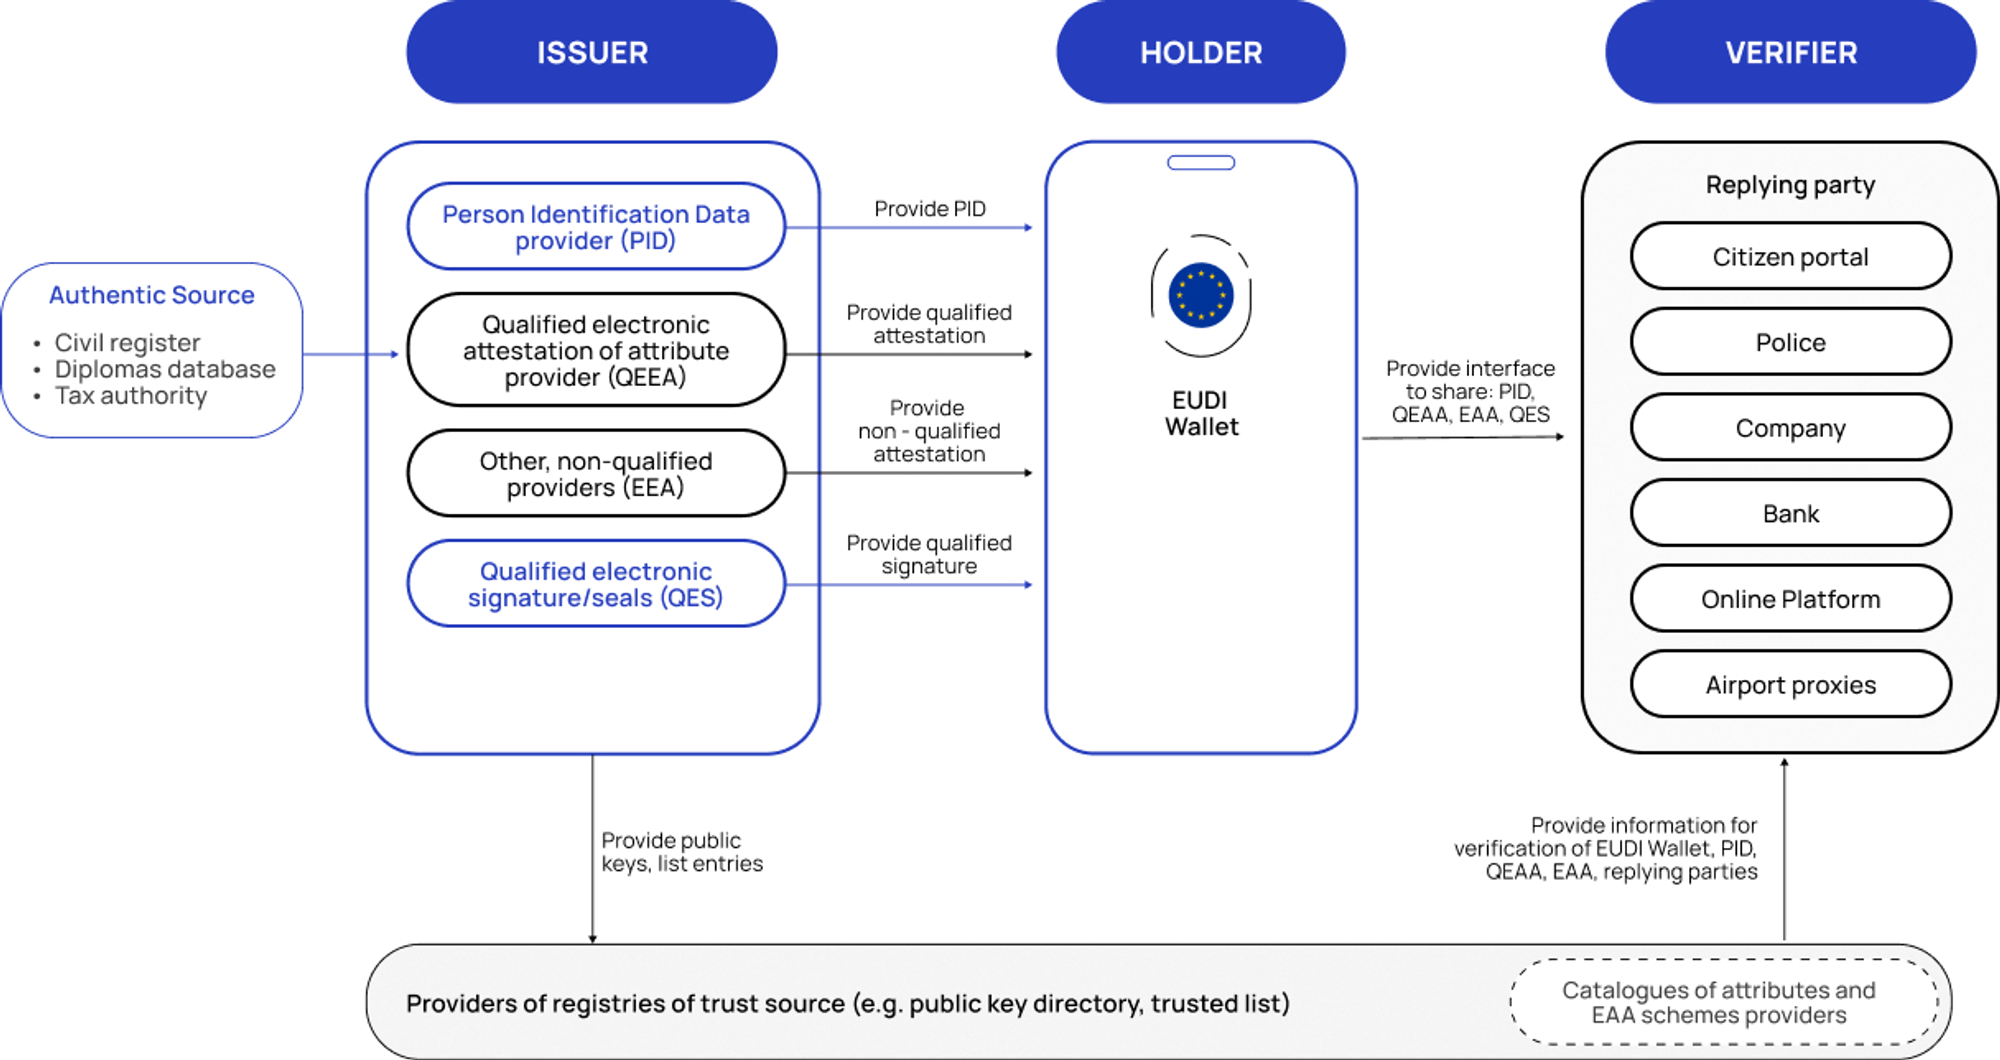 ISSUER
HOLDER
VERIFIER
Authentic Source
• Civil register
• Diplomas database
• Tax authority
Person Identification Data
provider (PID)
Qualified electronic
attestation of attribute
provider (QEEA)
Other, non-qualified
providers (EEA)
Qualified electronic
signature/seals (QES)
Provide PID
Provide qualified
attestation
Provide
non - qualified
attestation
Provide qualified
signature
EUDI
Wallet
Provide interface
to share: PID,
QEAA, EAA, QES
Replying party
Citizen portal
Police
Company
Bank
Online Platform
Airport proxies
Provide public
keys, list entries
Provide information for
verification of EUDI Wallet, PID,
QEAA, EAA, replying parties
Providers of registries of trust source (e.g. public key directory, trusted list)
Catalogues of attributes and
EAA schemes providers